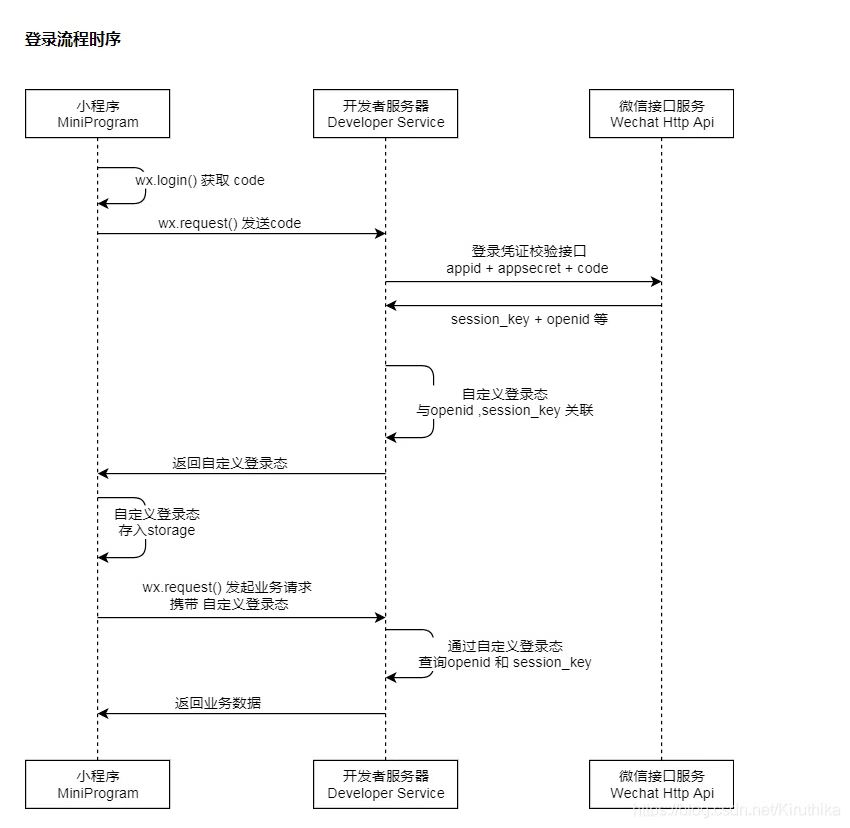 登录流程时序
小程序
MiniProgram
开发者服务器
Developer Service
微信接口服务
Wechat Http Api
wx.login() 获取 code
wx.request() 发送code
登录凭证校验接口
appid + appsecret + code
session_key + openid 等
自定义登录态
与openid ,session_key 关联
返回自定义登录态
自定义登录态
存入storage
wx.request() 发起业务请求
携带 自定义登录态
通过自定义登录态
查询openid 和 session_key
返回业务数据
小程序
MiniProgram
开发者服务器
Developer Service
微信接口服务
Wechat Http Api
https://blog.csdn.net/Kiruthika